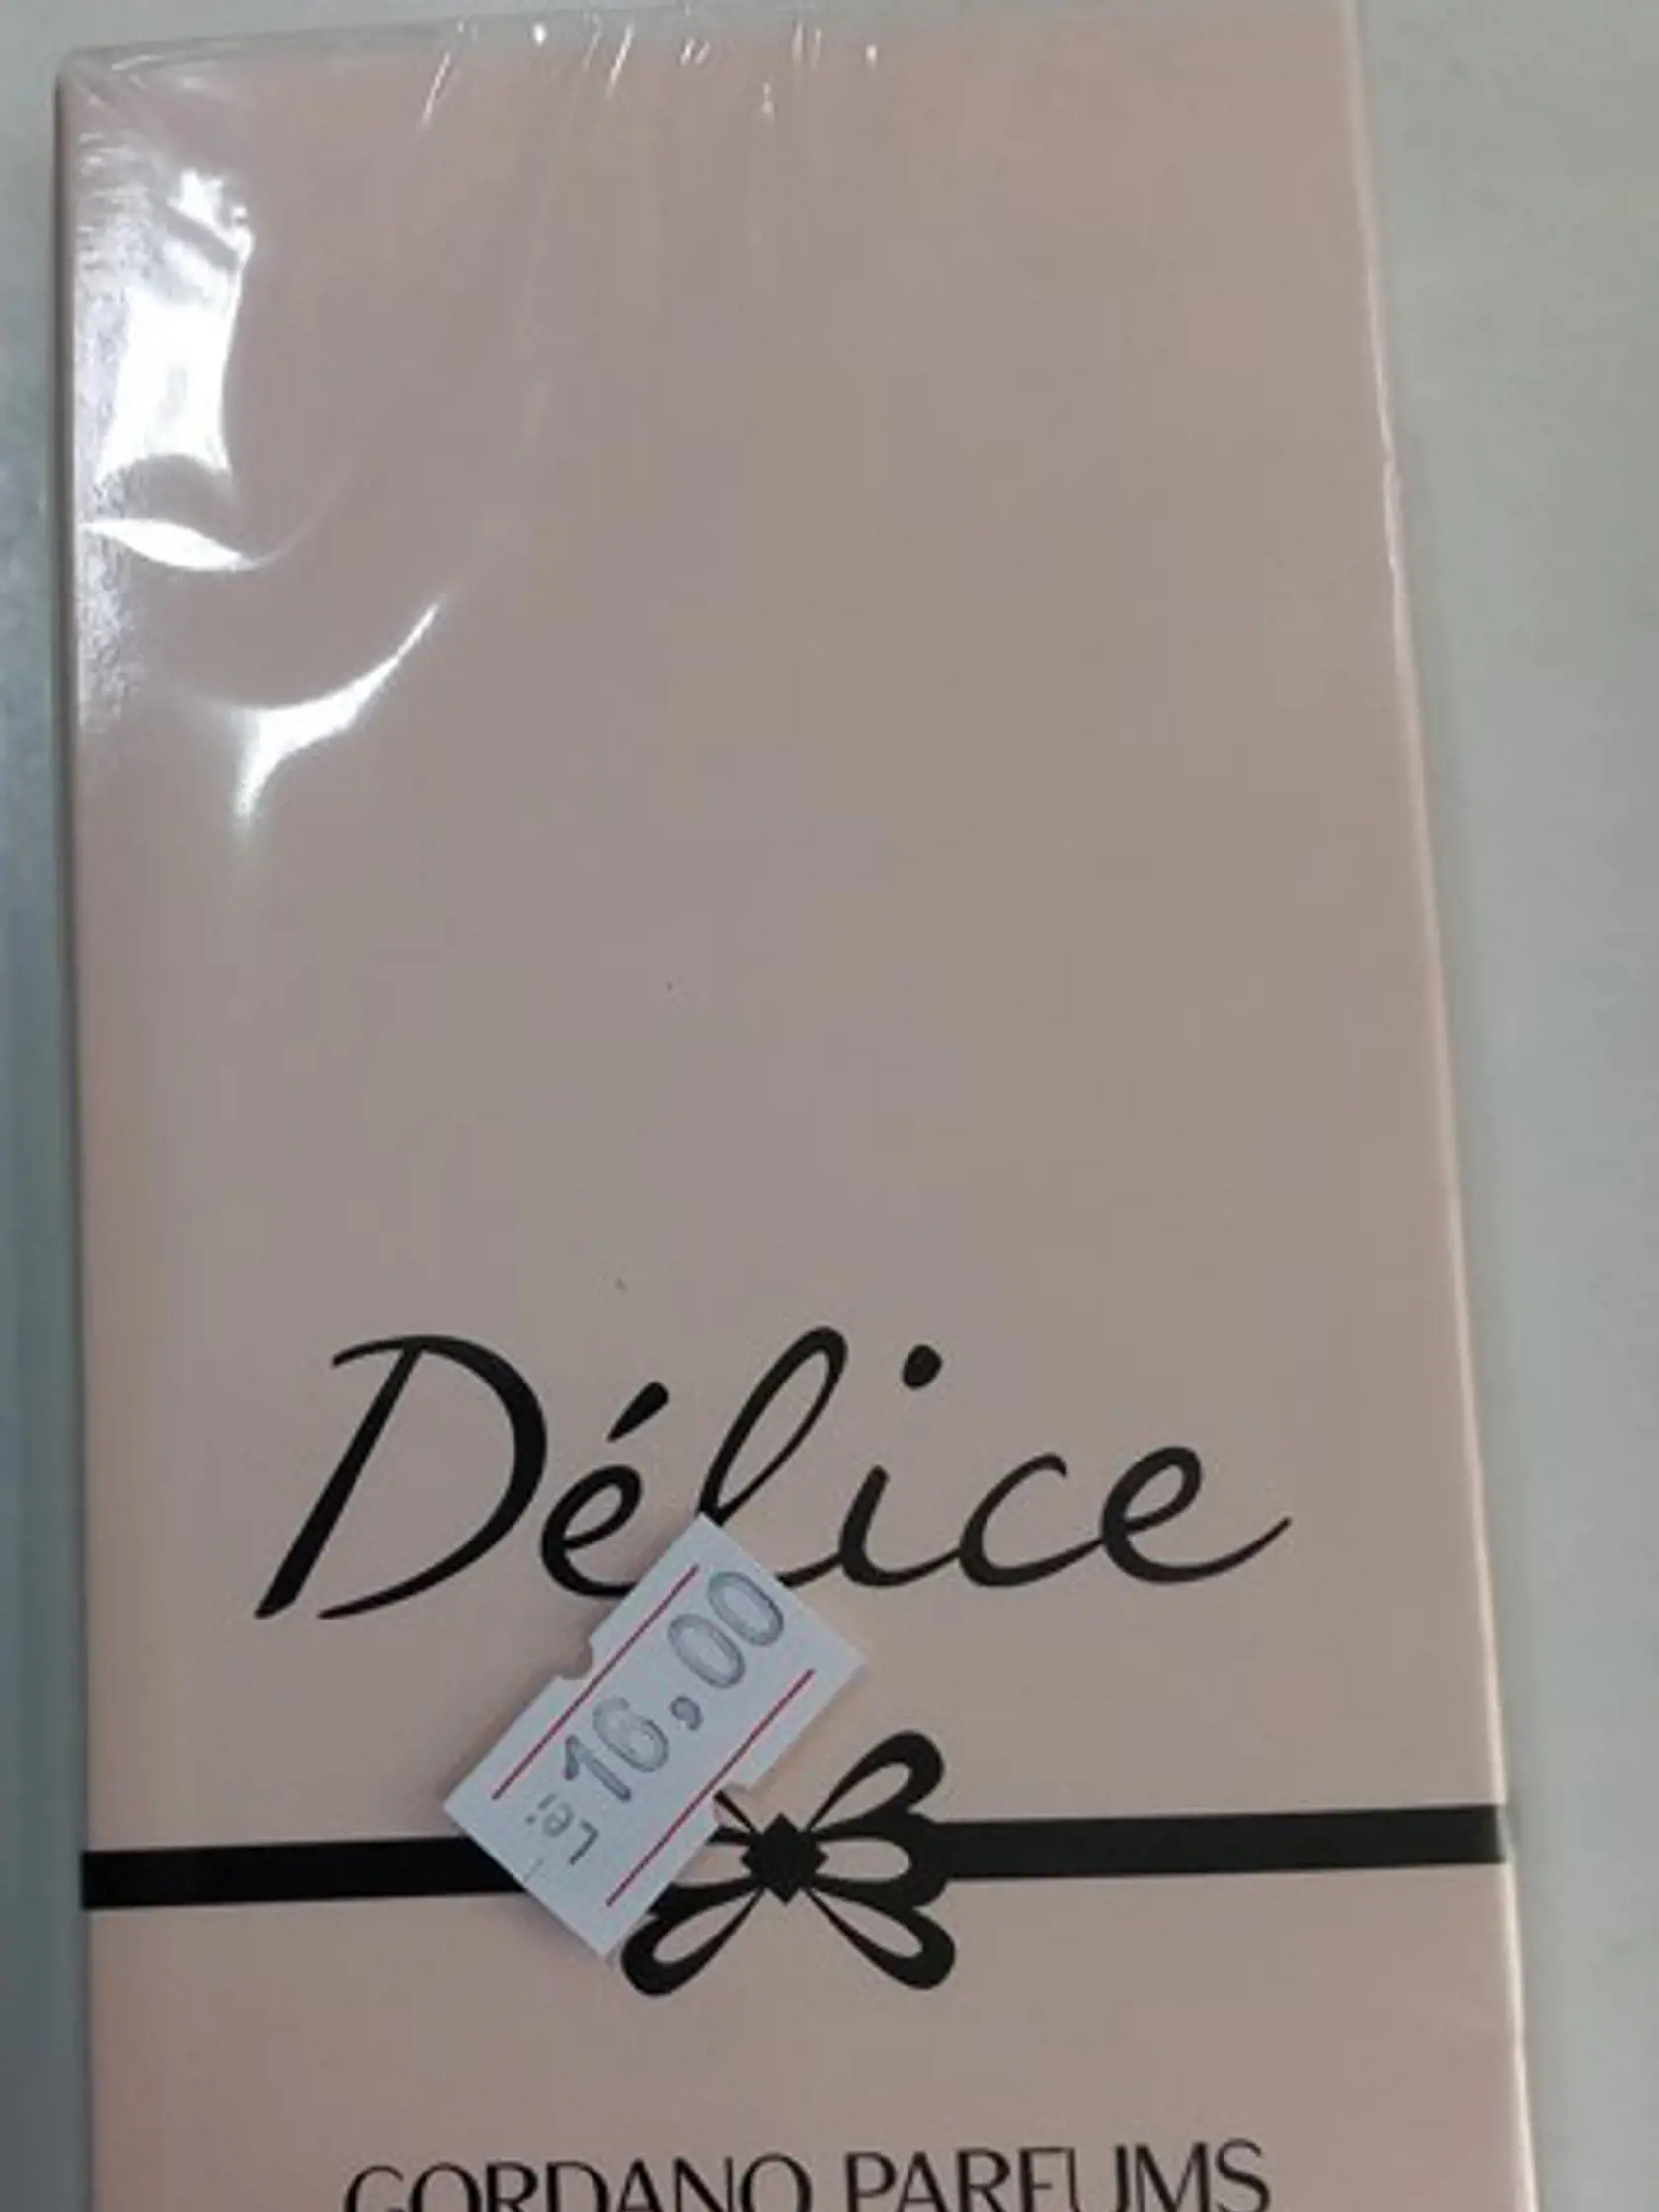 Délice
Lei 16,00
GORDANO PARFUMS